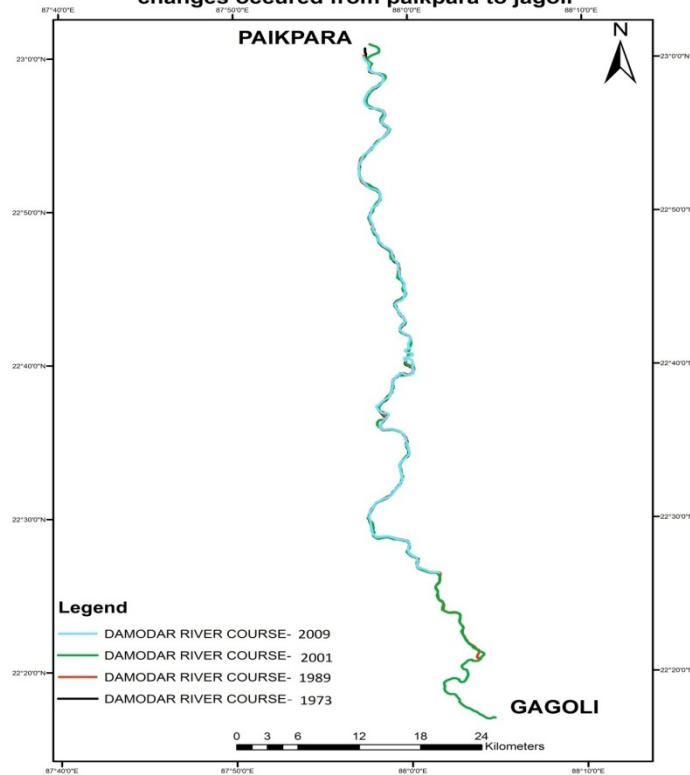 changes occured from paikpara to jagoli
87°40'0"E 87°50'0"E 88°0'0"E 88°10'0"E
PAIKPARA
N
23°0'0"N 23°0'0"N
22°50'0"N 22°50'0"N
22°40'0"N 22°40'0"N
22°30'0"N 22°30'0"N
Legend
DAMODAR RIVER COURSE- 2009
DAMODAR RIVER COURSE- 2001
DAMODAR RIVER COURSE- 1989
DAMODAR RIVER COURSE- 1973
22°20'0"N 22°20'0"N
GAGOLI
0 3 6 12 18 24
Kilometers
87°40'0"E 87°50'0"E 88°0'0"E 88°10'0"E